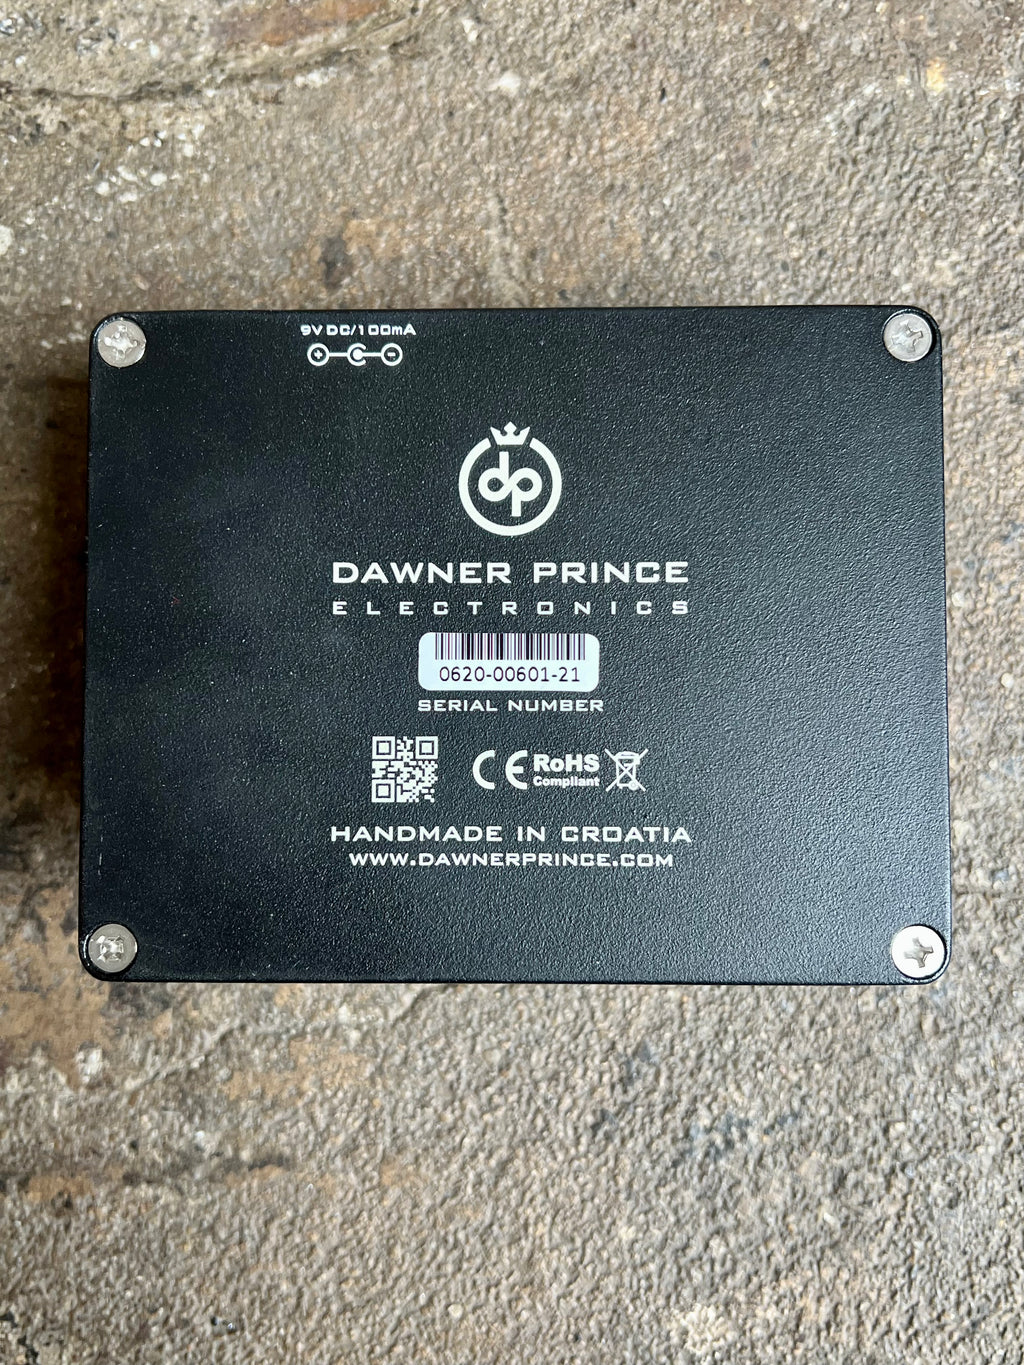 9V DC/100mA
+ -
dp
DAWNER PRINCE
ELECTRONICS
0620-00601-21
SERIAL NUMBER
CE RoHS
Compliant
HANDMADE IN CROATIA
WWW.DAWNERPRINCE.COM